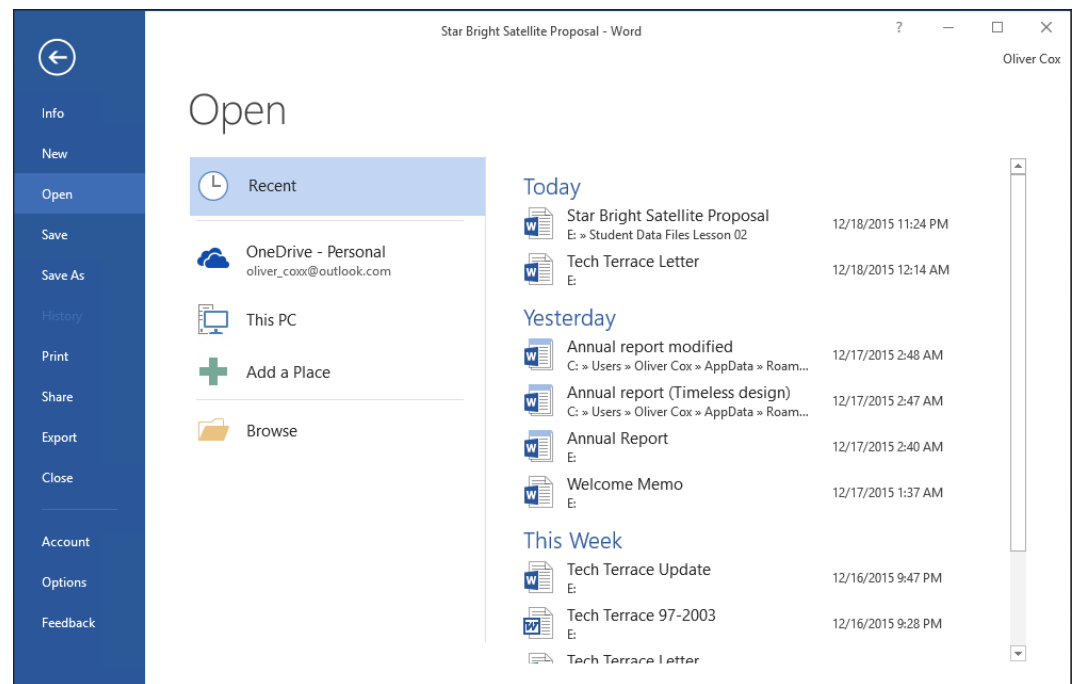 Star Bright Satellite Proposal - Word
?
Oliver Cox
Info
New
Open
Save
Save As
History
Print
Share
Export
Close
Account
Options
Feedback
Open
Recent
OneDrive - Personal
oliver_coxx@outlook.com
This PC
Add a Place
Browse
Today
Star Bright Satellite Proposal 12/18/2015 11:24 PM
E: » Student Data Files Lesson 02
Tech Terrace Letter 12/18/2015 12:14 AM
E:
Yesterday
Annual report modified 12/17/2015 2:48 AM
C: » Users » Oliver Cox » AppData » Roam...
Annual report (Timeless design) 12/17/2015 2:47 AM
C: » Users » Oliver Cox » AppData » Roam...
Annual Report 12/17/2015 2:40 AM
E:
Welcome Memo 12/17/2015 1:37 AM
E:
This Week
Tech Terrace Update 12/16/2015 9:47 PM
E:
Tech Terrace 97-2003 12/16/2015 9:28 PM
E:
Tech Terrace Letter